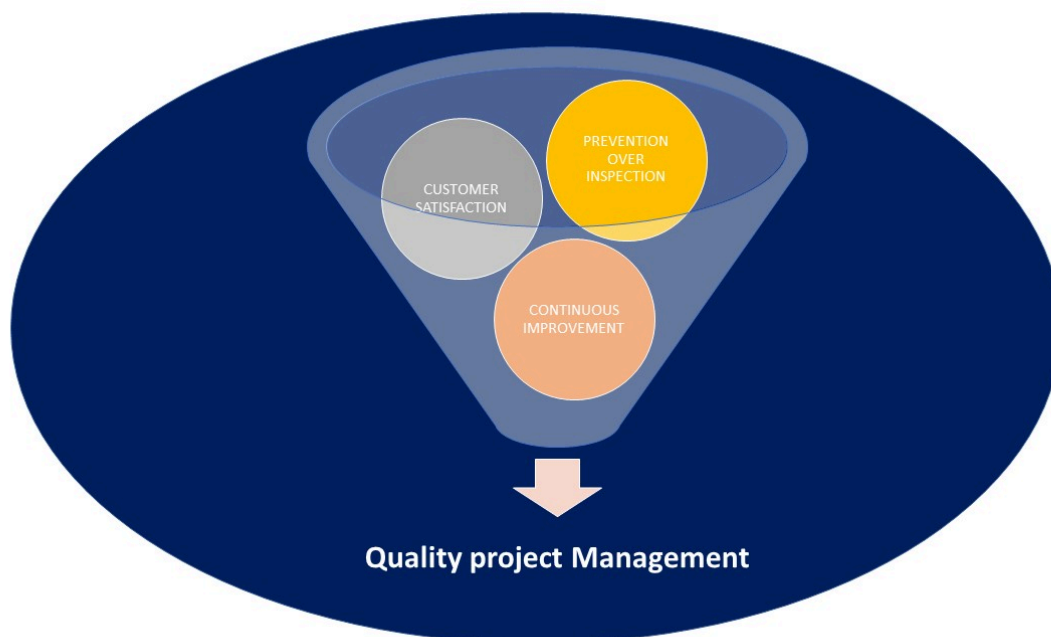 PREVENTION
OVER
INSPECTION
CUSTOMER
SATISFACTION
CONTINUOUS
IMPROVEMENT
Quality project Management